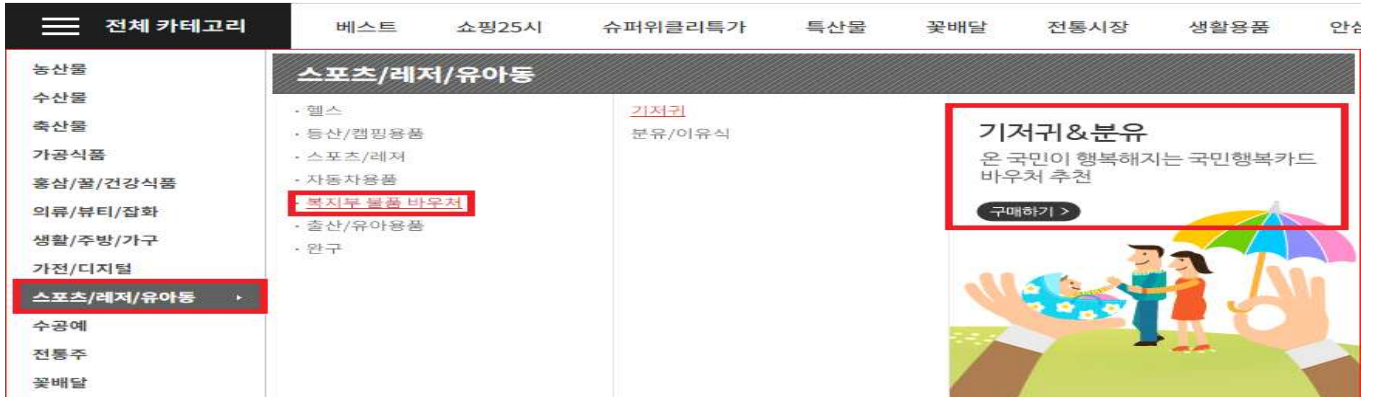 전체 카테고리
베스트
쇼핑25시
슈퍼위클리특가
특산물
꽃배달
전통시장
생활용품
농산물
수산물
축산물
가공식품
홍삼/꿀/건강식품
의류/뷰티/잡화
생활/주방/가구
가전/디지털
스포츠/레저/유아동
수공예
전통주
꽃배달
스포츠/레저/유아동
· 헬스
· 등산/캠핑용품
· 스포츠/레져
· 자동차용품
· 복지부 물품 바우처
· 출산/유아용품
· 완구
기저귀
분유/이유식
기저귀&분유
온 국민이 행복해지는 국민행복카드
바우처 추천
구매하기 >